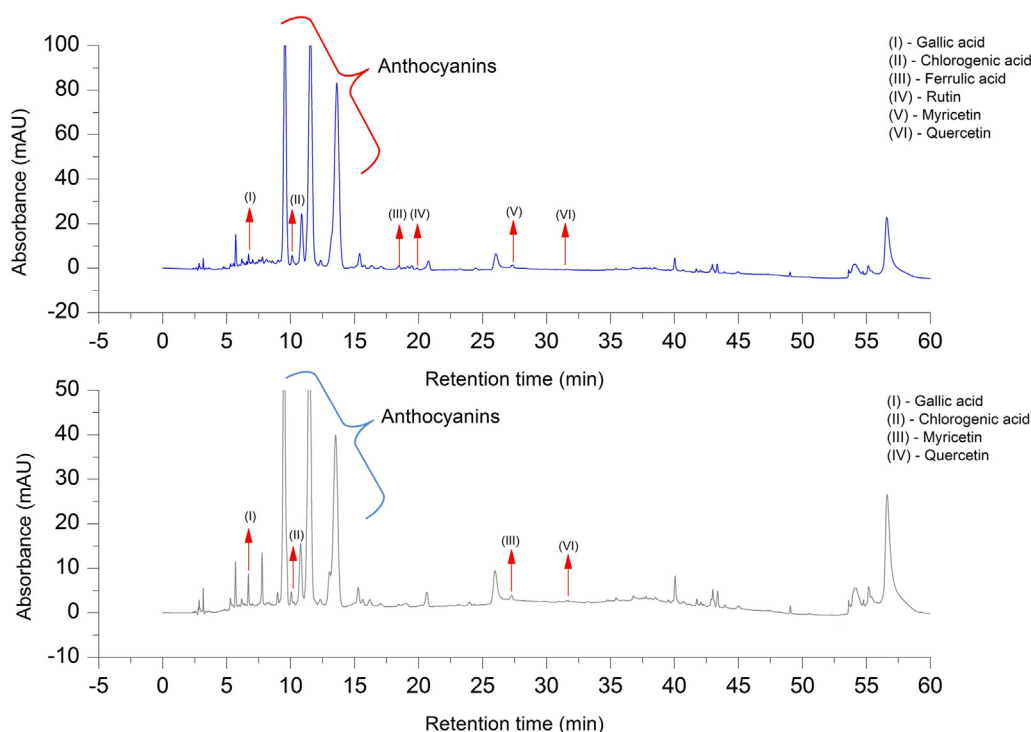 100
80
60
40
20
0
-20
Absorbance (mAU)
Anthocyanins
(I) - Gallic acid
(II) - Chlorogenic acid
(III) - Ferrulic acid
(IV) - Rutin
(V) - Myricetin
(VI) - Quercetin
(I)
(II)
(III)
(IV)
(V)
(VI)
-5 0 5 10 15 20 25 30 35 40 45 50 55 60
Retention time (min)
50
40
30
20
10
0
-10
Absorbance (mAU)
Anthocyanins
(I) - Gallic acid
(II) - Chlorogenic acid
(III) - Myricetin
(IV) - Quercetin
(I)
(II)
(III)
(VI)
-5 0 5 10 15 20 25 30 35 40 45 50 55 60
Retention time (min)